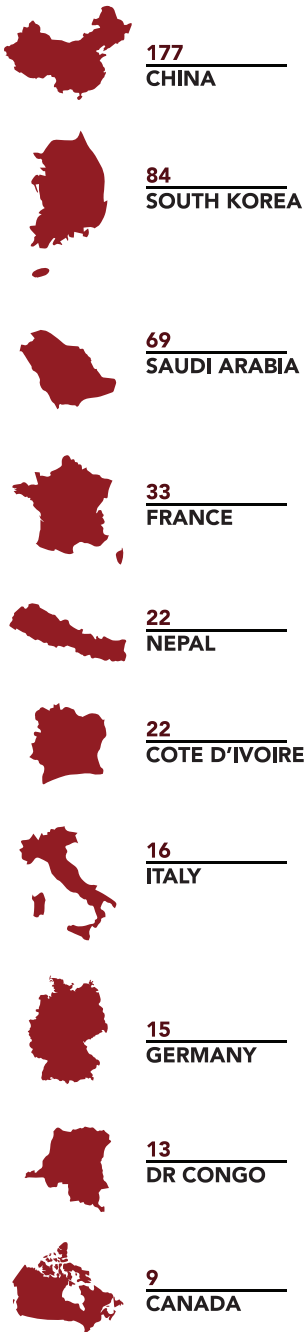 177
CHINA
84
SOUTH KOREA
69
SAUDI ARABIA
33
FRANCE
22
NEPAL
22
COTE D'IVOIRE
16
ITALY
15
GERMANY
13
DR CONGO
9
CANADA